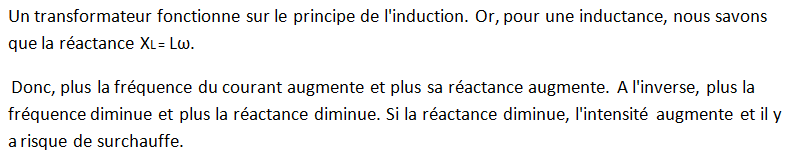 Un transformateur fonctionne sur le principe de l'induction. Or, pour une inductance, nous savons
que la réactance XL= Lω.
Donc, plus la fréquence du courant augmente et plus sa réactance augmente. A l'inverse, plus la
fréquence diminue et plus la réactance diminue. Si la réactance diminue, l'intensité augmente et il y
a risque de surchauffe.